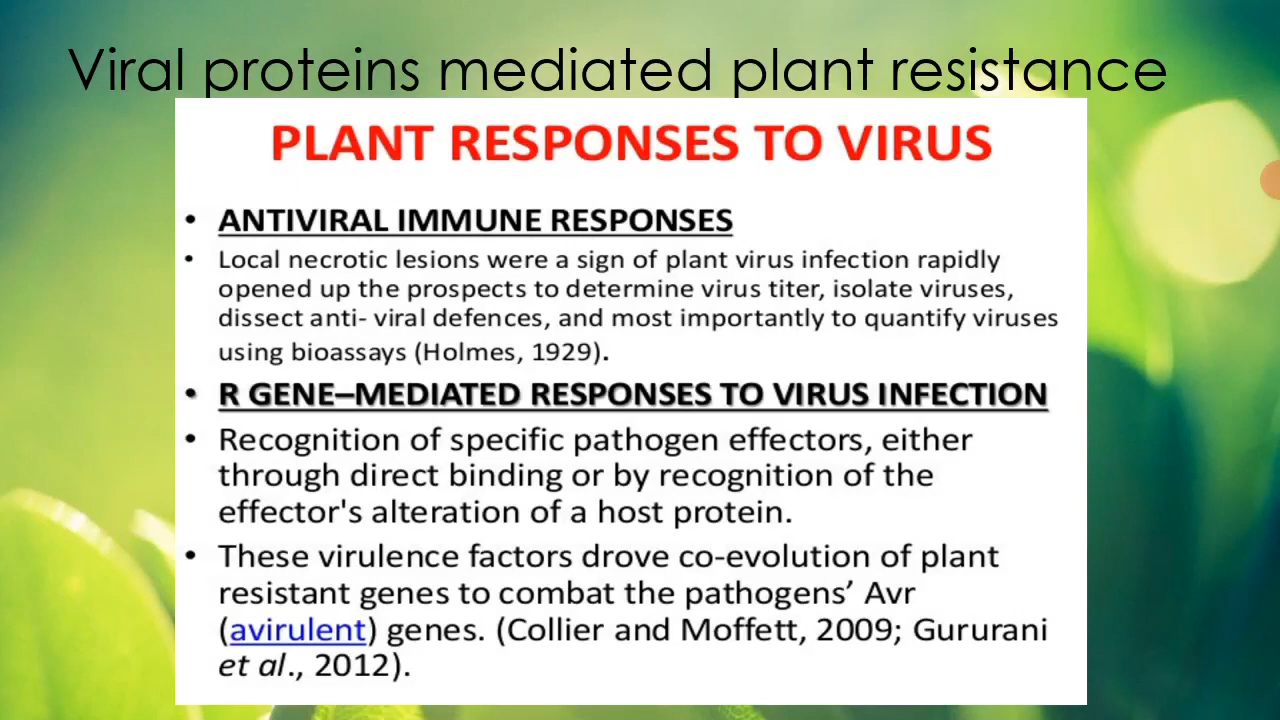 Viral proteins mediated plant resistance
PLANT RESPONSES TO VIRUS
• ANTIVIRAL IMMUNE RESPONSES
• Local necrotic lesions were a sign of plant virus infection rapidly
opened up the prospects to determine virus titer, isolate viruses,
dissect anti- viral defences, and most importantly to quantify viruses
using bioassays (Holmes, 1929).
• R GENE–MEDIATED RESPONSES TO VIRUS INFECTION
• Recognition of specific pathogen effectors, either
through direct binding or by recognition of the
effector's alteration of a host protein.
• These virulence factors drove co-evolution of plant
resistant genes to combat the pathogens’ Avr
(avirulent) genes. (Collier and Moffett, 2009; Gururani
et al., 2012).